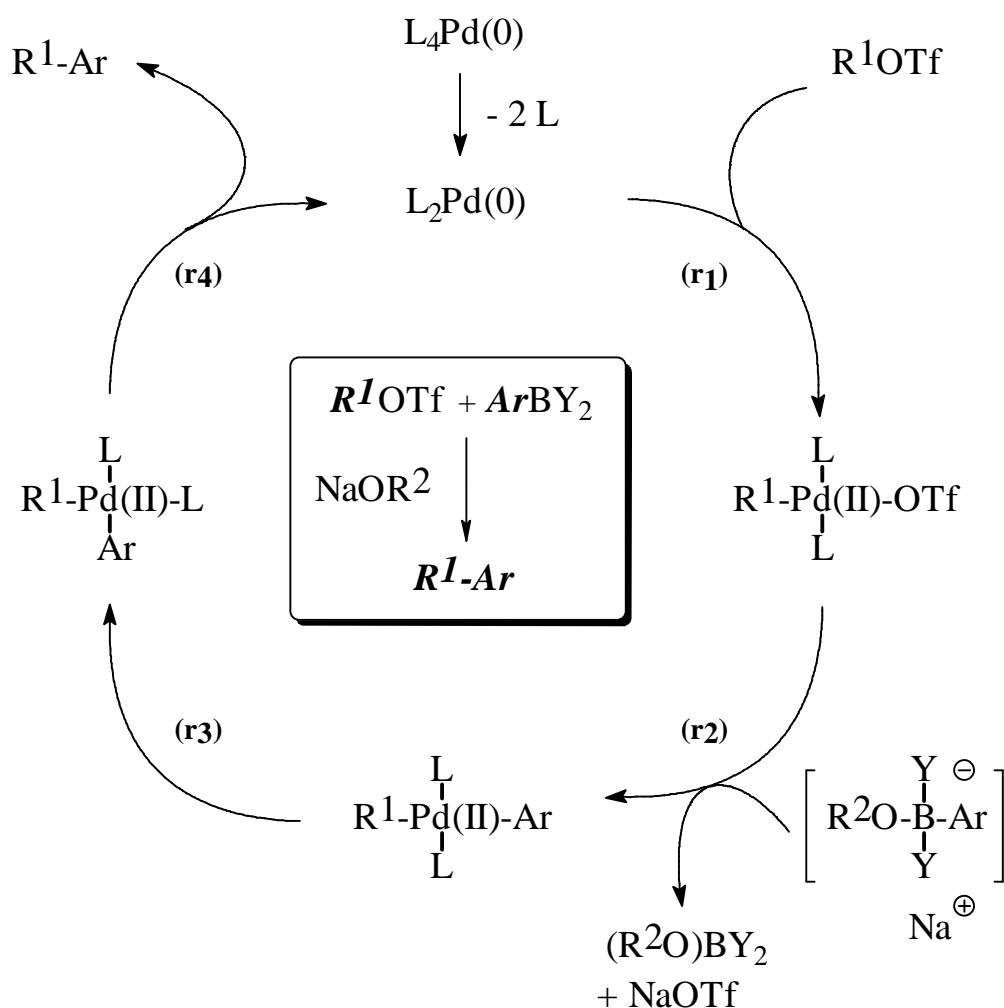 L₄Pd(0)
R¹-Ar
R¹OTf
- 2 L
L₂Pd(0)
(r4)
(r1)
R¹OTf + ArBY₂
NaOR²
R¹-Ar
L
R¹-Pd(II)-L
Ar
L
R¹-Pd(II)-OTf
L
(r3)
(r2)
L
R¹-Pd(II)-Ar
L
Y ⊖
R²O-B-Ar
Y
Na⊕
(R²O)BY₂
+ NaOTf